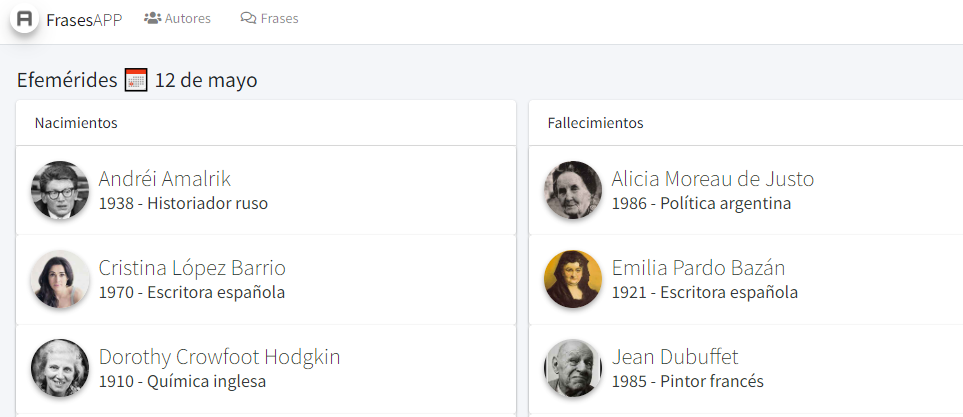 FrasesAPP Autores Frases
Efemérides 12 de mayo
Nacimientos
Andréi Amalrik
1938 - Historiador ruso
Cristina López Barrio
1970 - Escritora española
Dorothy Crowfoot Hodgkin
1910 - Química inglesa
Fallecimientos
Alicia Moreau de Justo
1986 - Política argentina
Emilia Pardo Bazán
1921 - Escritora española
Jean Dubuffet
1985 - Pintor francés